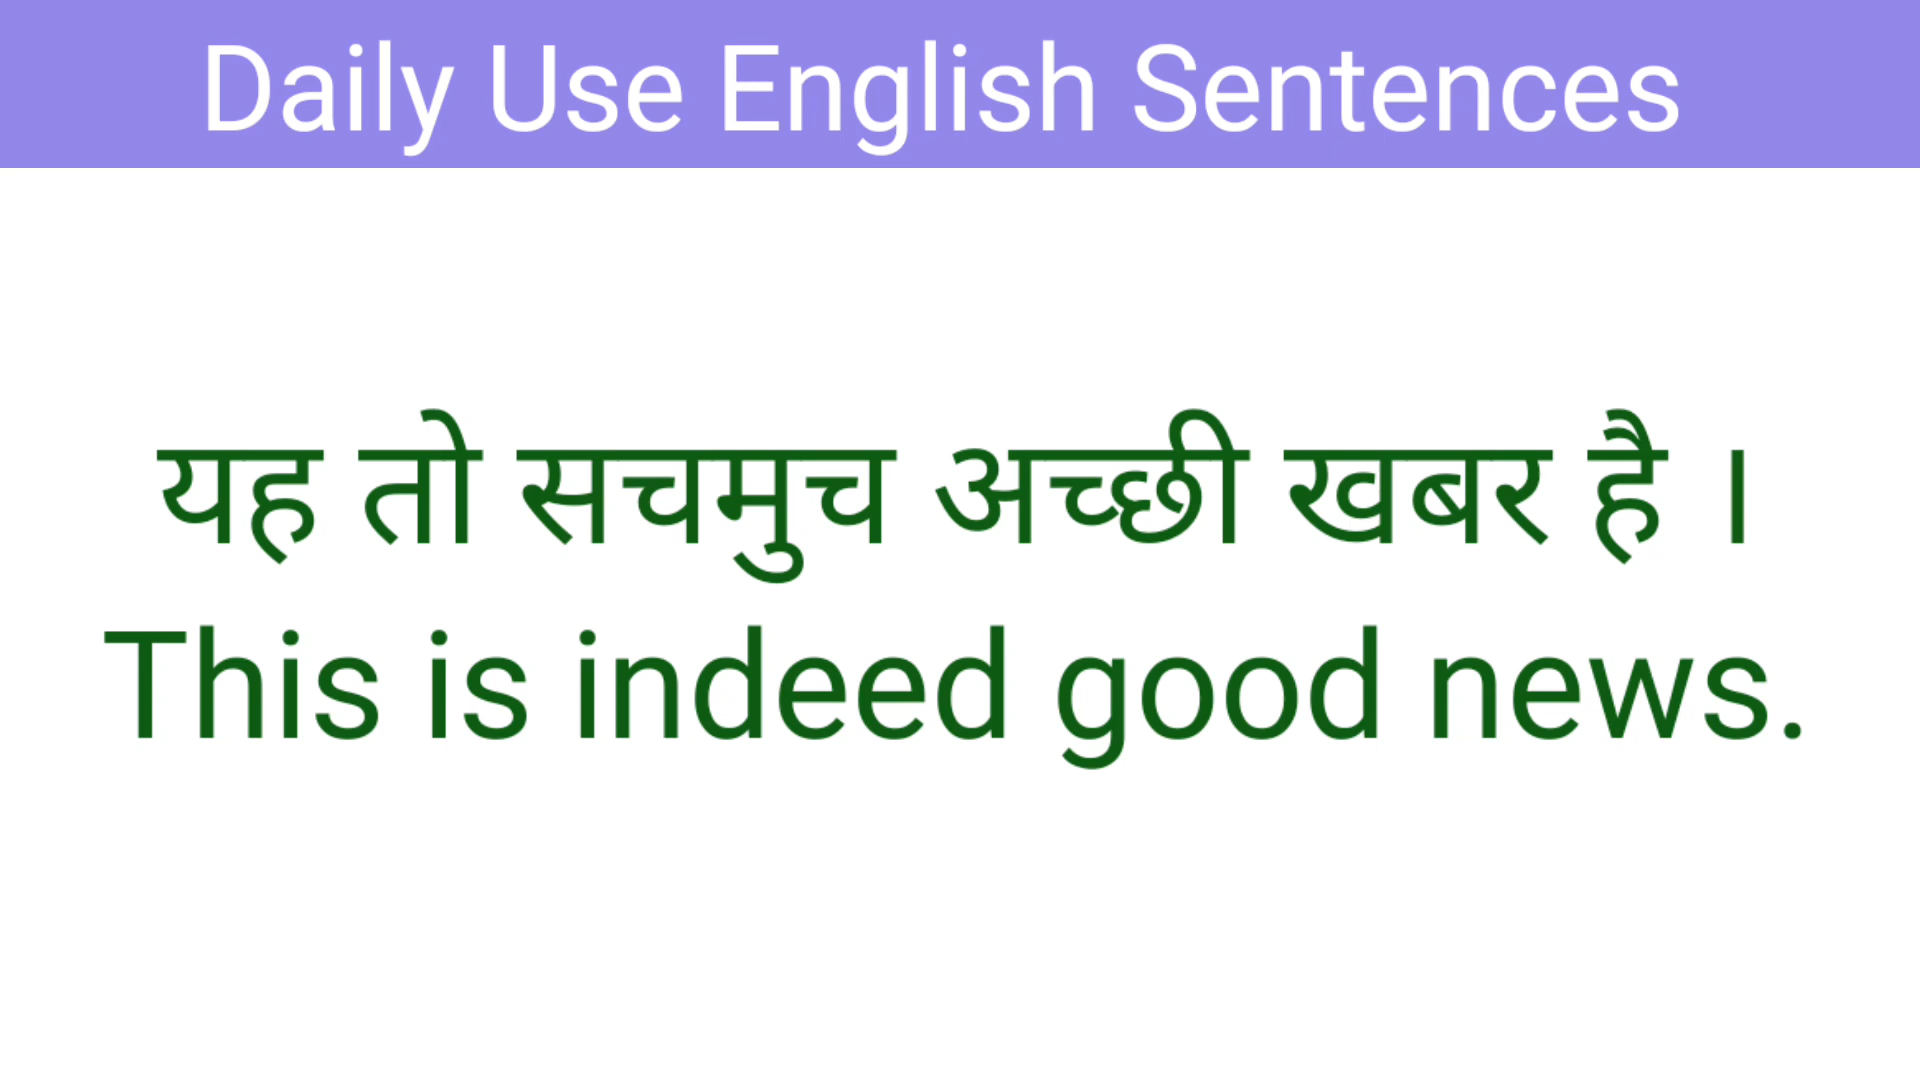 Daily Use English Sentences
यह तो सचमुच अच्छी खबर है ।
This is indeed good news.